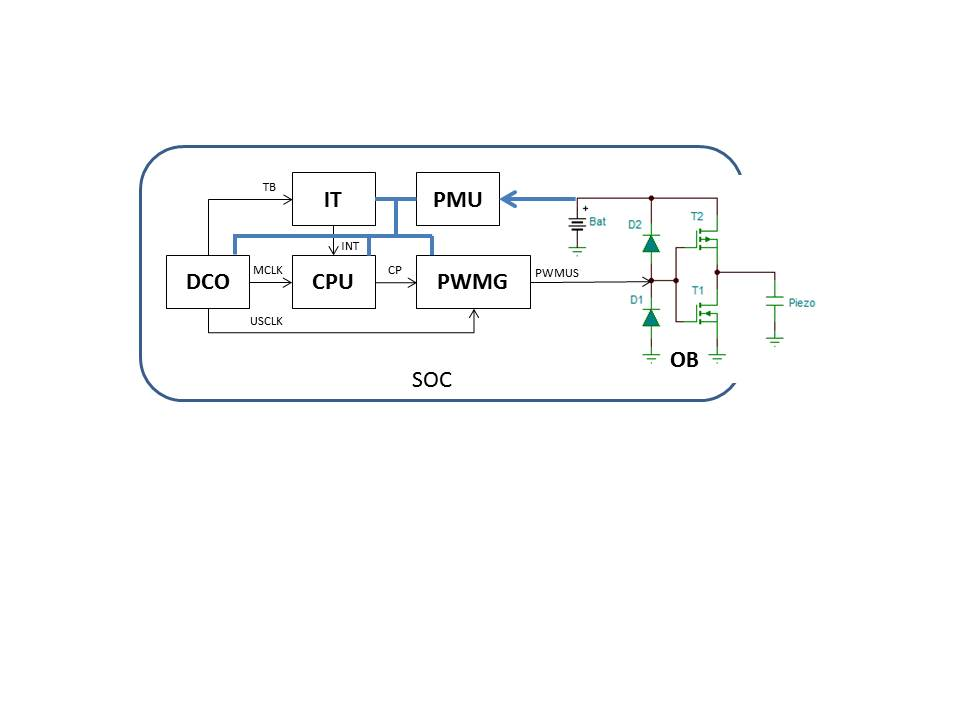 TB
IT
PMU
+
Bat
D2
T2
INT
DCO
MCLK
CPU
CP
PWMG
PWMUS
D1
T1
Piezo
USCLK
OB
SOC